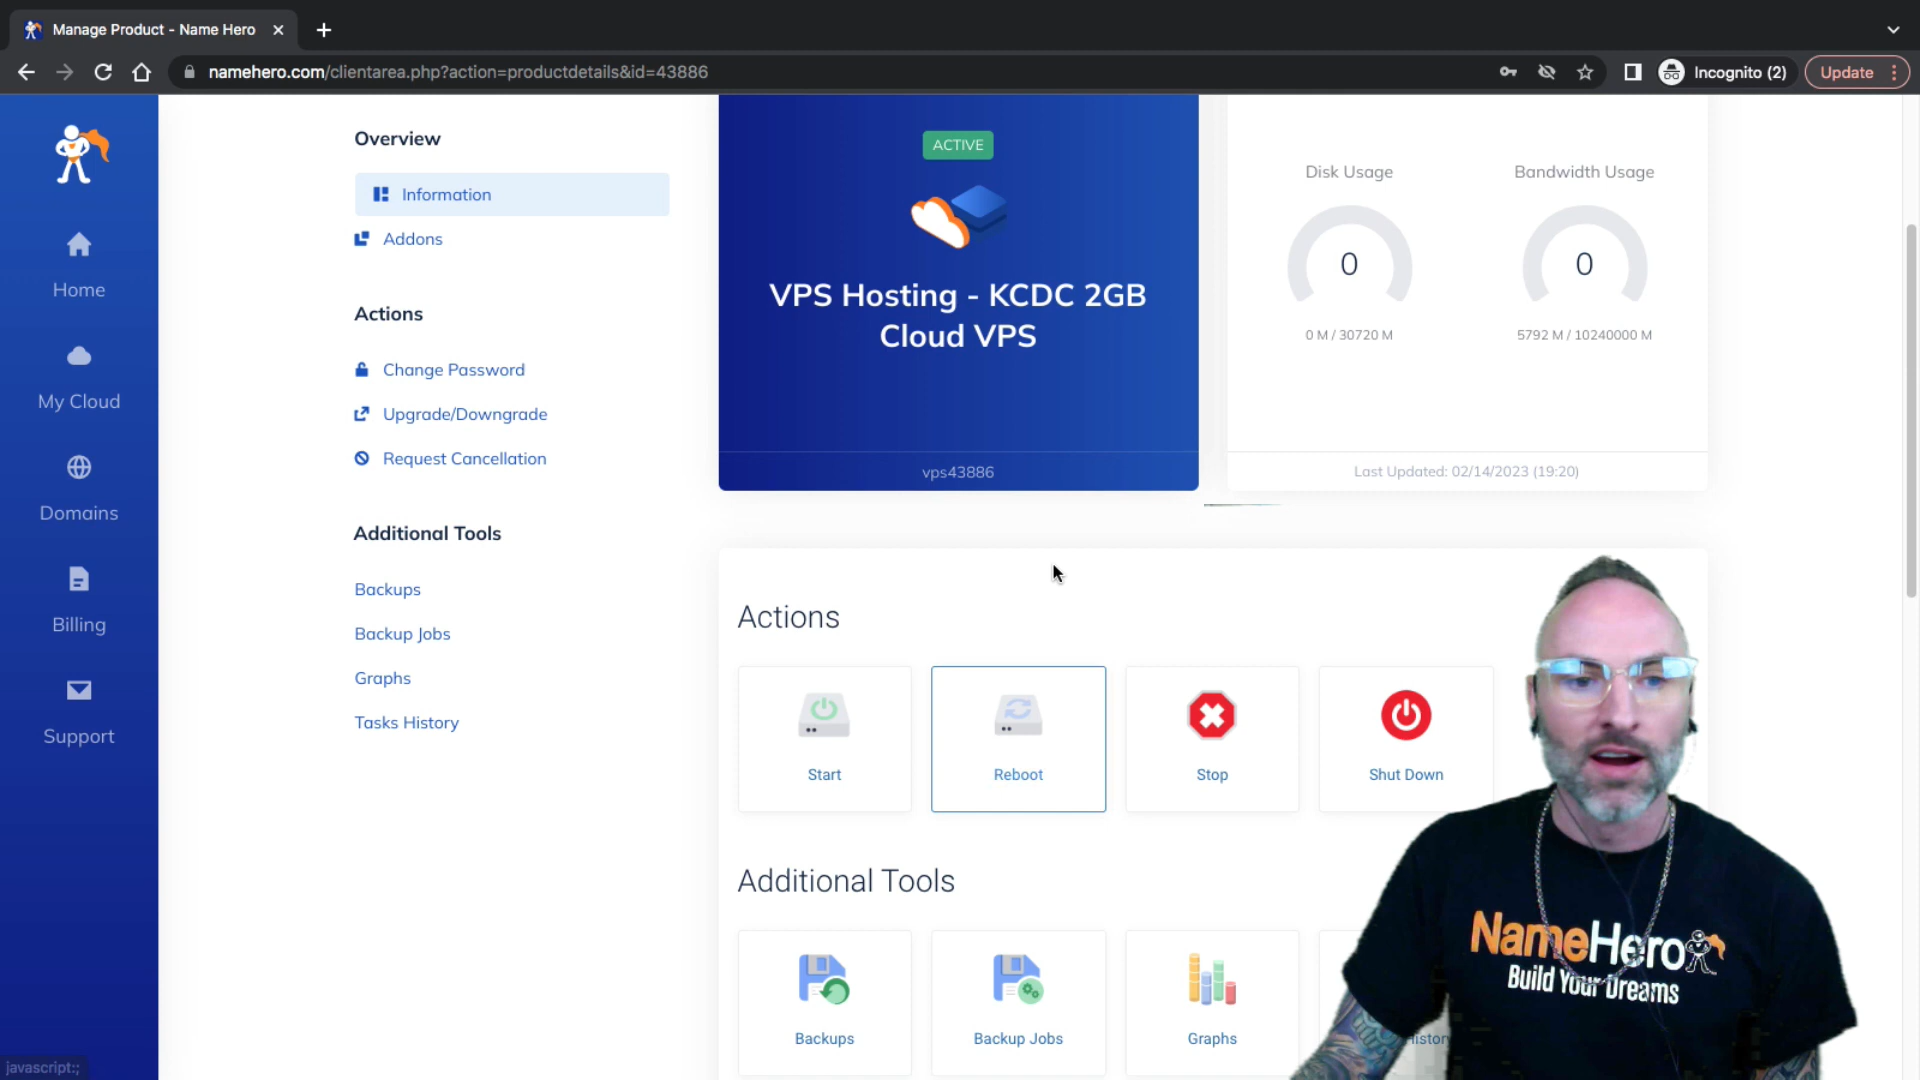 Manage Product - Name Hero
namehero.com/clientarea.php?action=productdetails&id=43886
Incognito (2)
Update
Home
My Cloud
Domains
Billing
Support
Overview
Information
Addons
Actions
Change Password
Upgrade/Downgrade
Request Cancellation
Additional Tools
Backups
Backup Jobs
Graphs
Tasks History
ACTIVE
VPS Hosting - KCDC 2GB
Cloud VPS
vps43886
Disk Usage
Bandwidth Usage
0
0
0 M / 30720 M
5792 M / 10240000 M
Last Updated: 02/14/2023 (19:20)
Actions
Start
Reboot
Stop
Shut Down
Additional Tools
Backups
Backup Jobs
Graphs
NameHero
Build Your Dreams
javascript:;